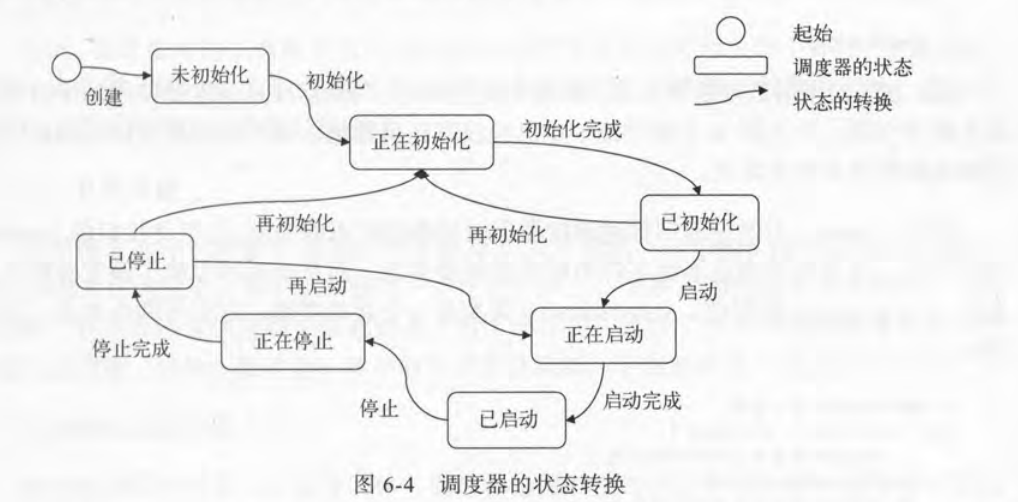 起始
未初始化
初始化
调度器的状态
创建
状态的转换
正在初始化
初始化完成
再初始化
再初始化
已初始化
已停止
再启动
启动
正在停止
正在启动
停止完成
停止
已启动
启动完成
图 6-4 调度器的状态转换